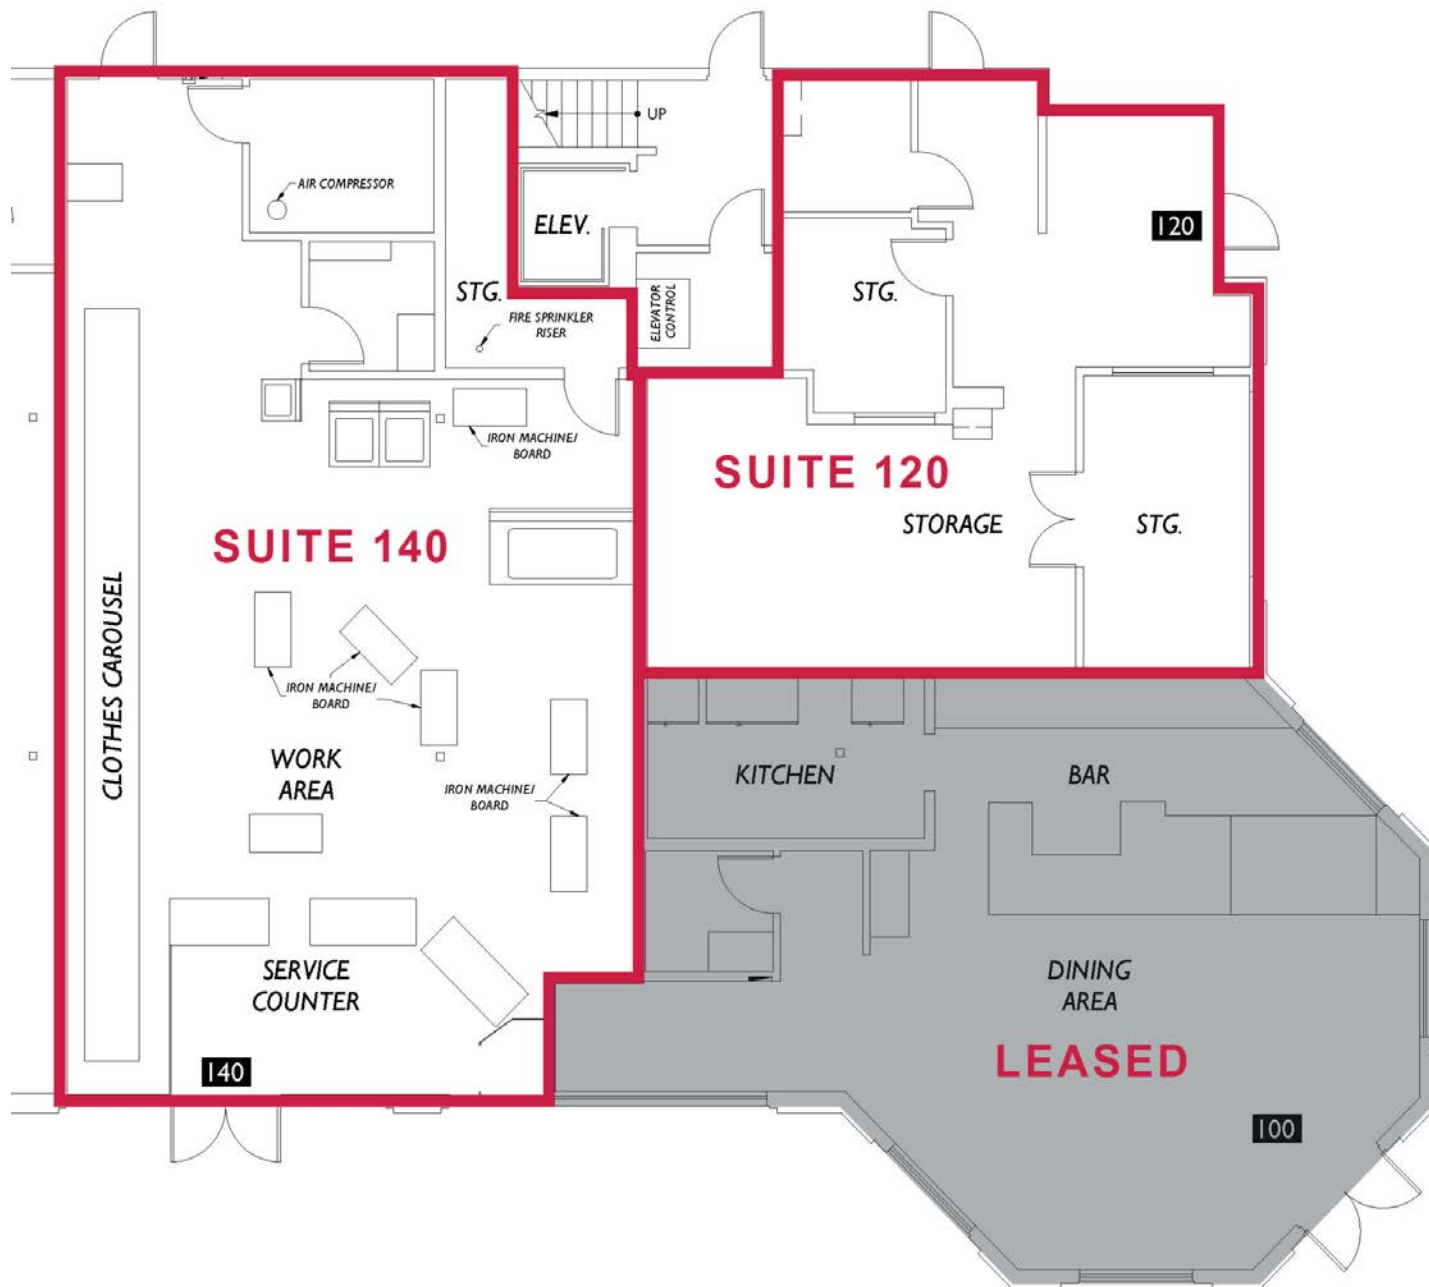 UP
AIR COMPRESSOR
ELEV.
120
STG.
STG.
ELEVATOR
CONTROL
FIRE SPRINKLER
RISER
IRON MACHINE/
BOARD
SUITE 120
STORAGE
STG.
SUITE 140
CLOTHES CAROUSEL
IRON MACHINE/
BOARD
WORK
AREA
IRON MACHINE/
BOARD
KITCHEN
BAR
SERVICE
COUNTER
DINING
AREA
LEASED
140
100